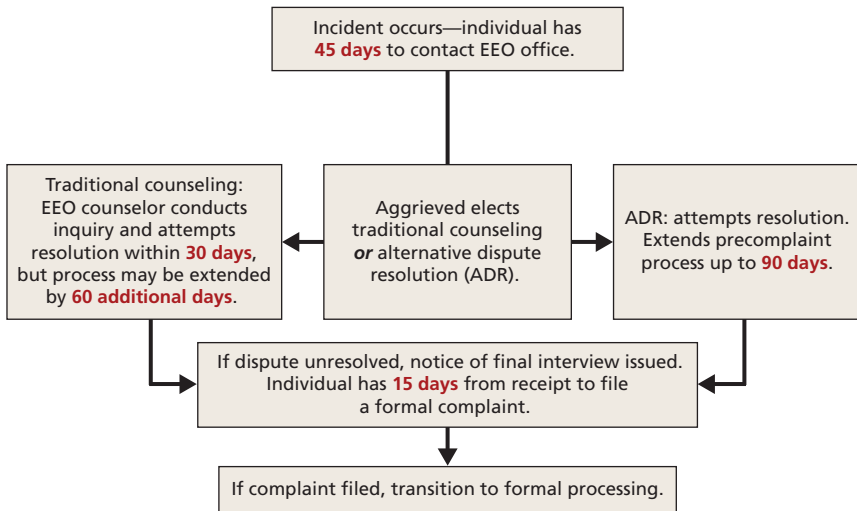 Incident occurs—individual has
45 days to contact EEO office.
Traditional counseling:
EEO counselor conducts
inquiry and attempts
resolution within 30 days,
but process may be extended
by 60 additional days.
Aggrieved elects
traditional counseling
or alternative dispute
resolution (ADR).
ADR: attempts resolution.
Extends precomplaint
process up to 90 days.
If dispute unresolved, notice of final interview issued.
Individual has 15 days from receipt to file
a formal complaint.
If complaint filed, transition to formal processing.